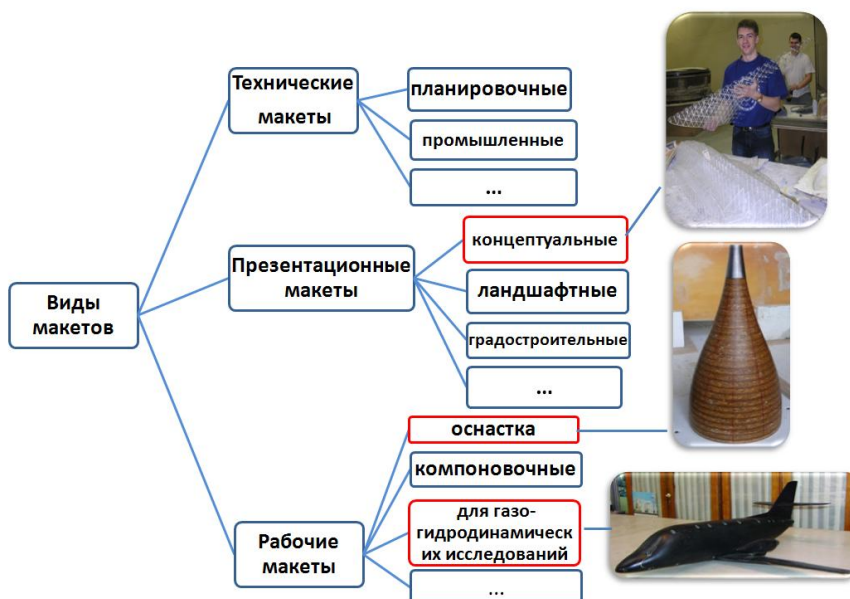 Виды
макетов
Технические
макеты
планировочные
промышленные
...
Презентационные
макеты
концептуальные
ландшафтные
градостроительные
...
Рабочие
макеты
оснастка
компоновочные
для газо-
гидродинамическ
их исследований
...